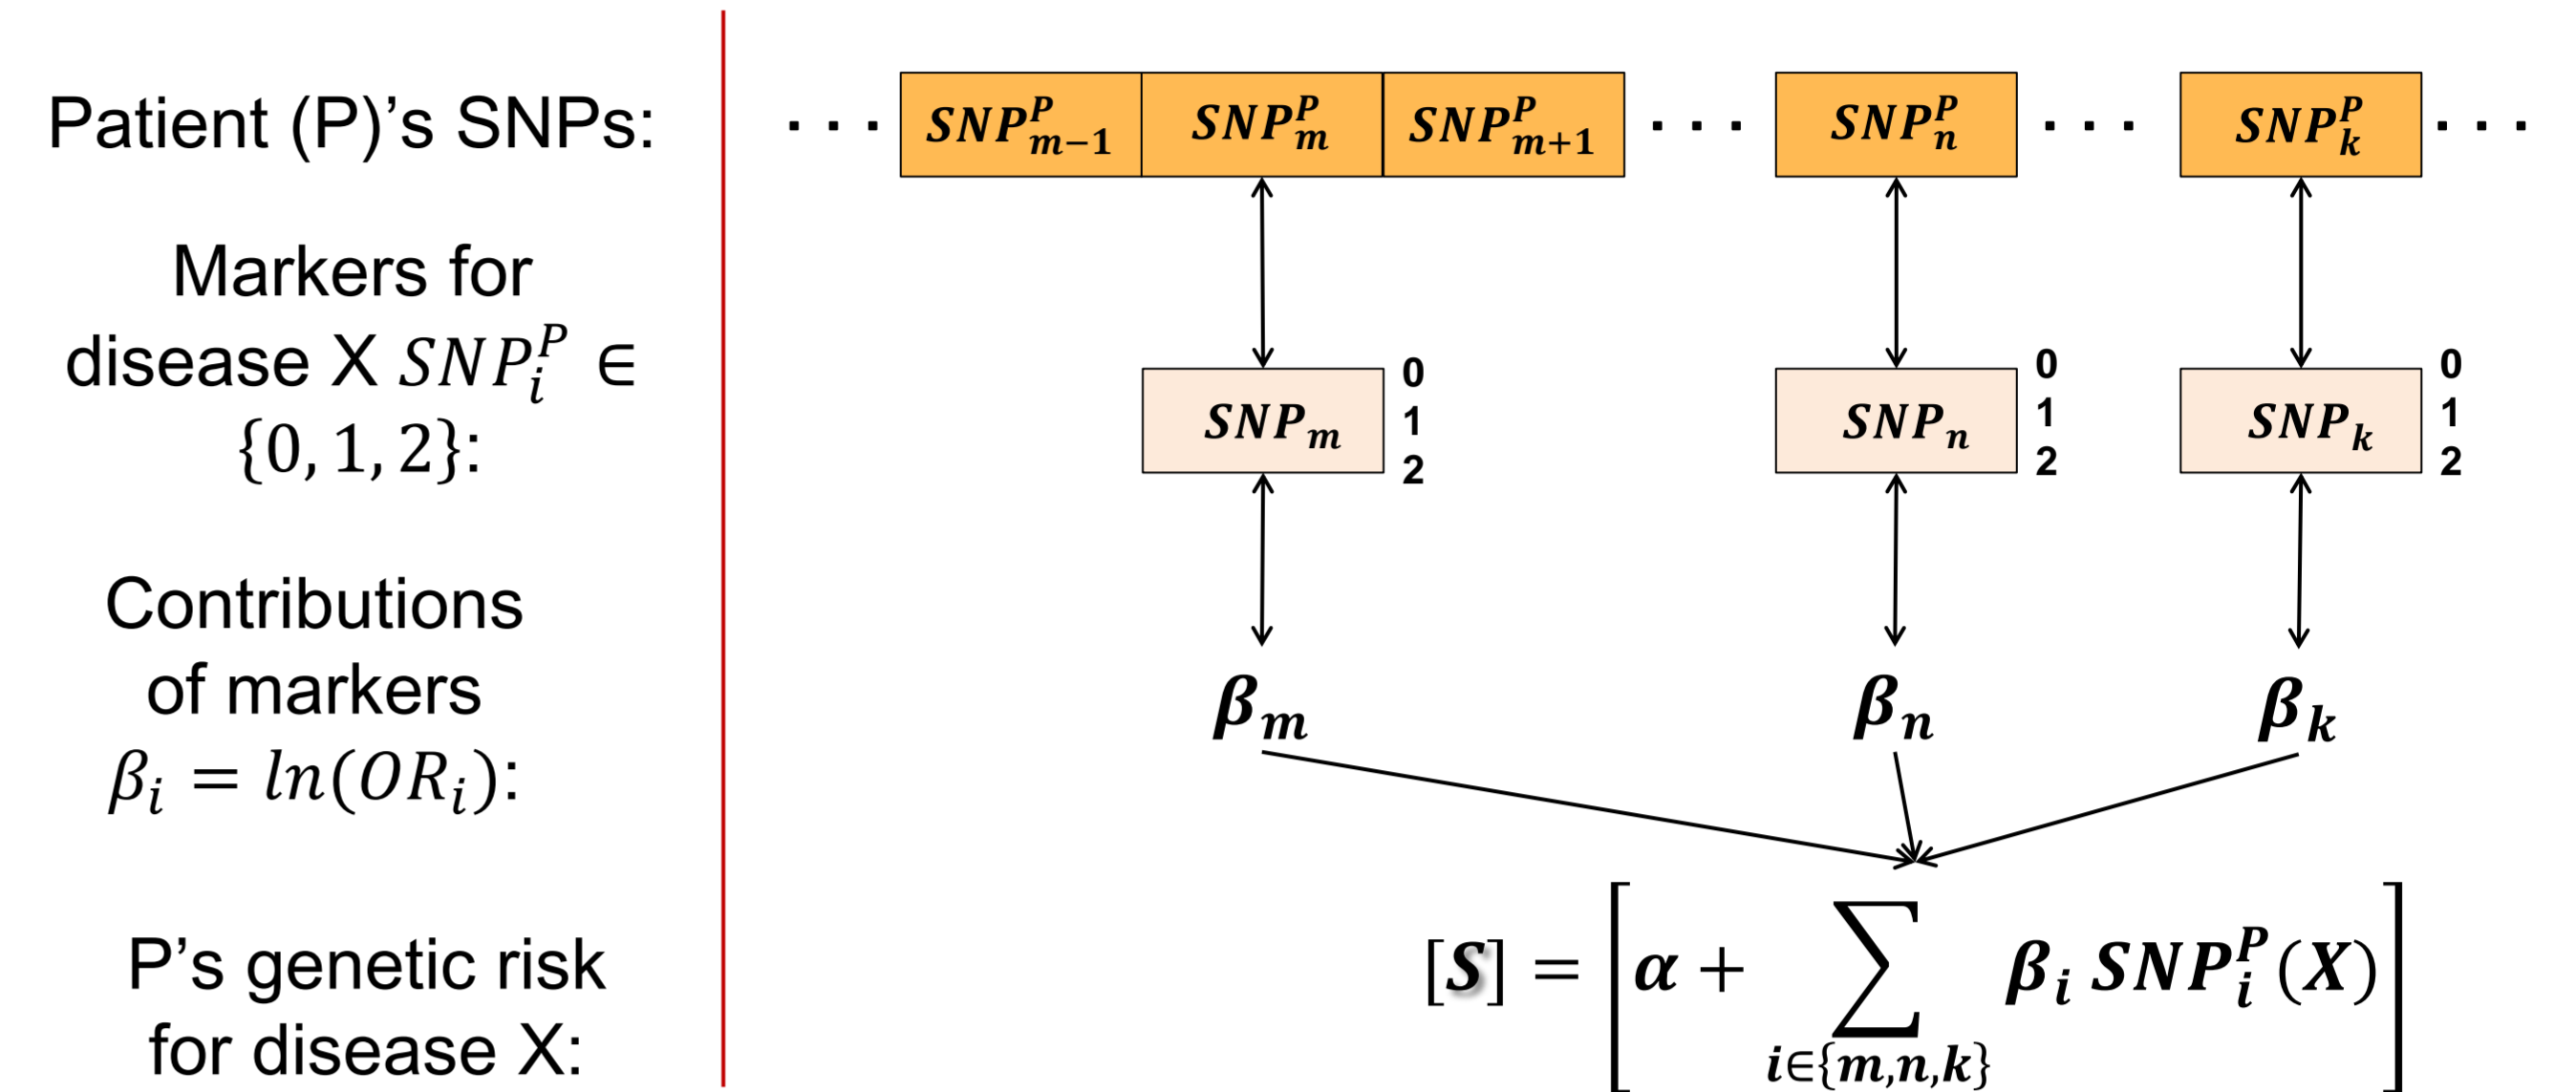 Patient (P)'s SNPs:
· · · SNP^P_{m−1} SNP^P_m SNP^P_{m+1} · · · SNP^P_n · · · SNP^P_k · · ·
Markers for
disease X SNP^P_i ∈
{0, 1, 2}:
SNP_m 0 1 2
SNP_n 0 1 2
SNP_k 0 1 2
Contributions
of markers
β_i = ln(OR_i):
β_m β_n β_k
P's genetic risk
for disease X:
[S] = [α + ∑_{i∈{m,n,k}} β_i SNP^P_i(X)]